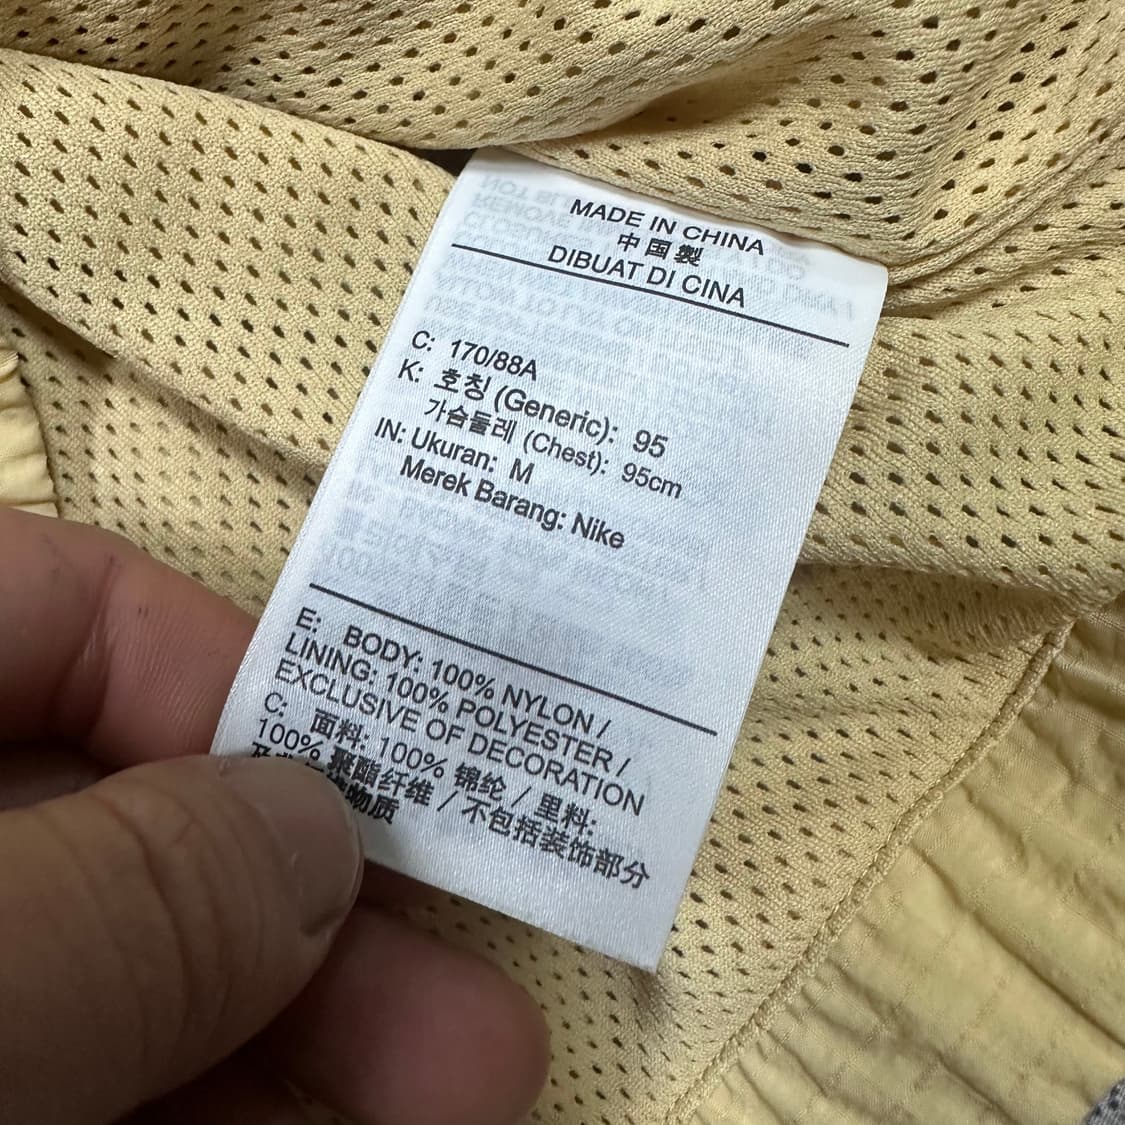 MADE IN CHINA
中国製
DIBUAT DI CINA
C: 170/88A
K: 호칭 (Generic): 95
가슴둘레 (Chest): 95cm
IN: Ukuran: M
Merek Barang: Nike
E: BODY: 100% NYLON /
LINING: 100% POLYESTER /
EXCLUSIVE OF DECORATION
C: 面料: 100% 锦纶 / 里料:
100% 聚酯纤维 / 不包括装饰部分
物质